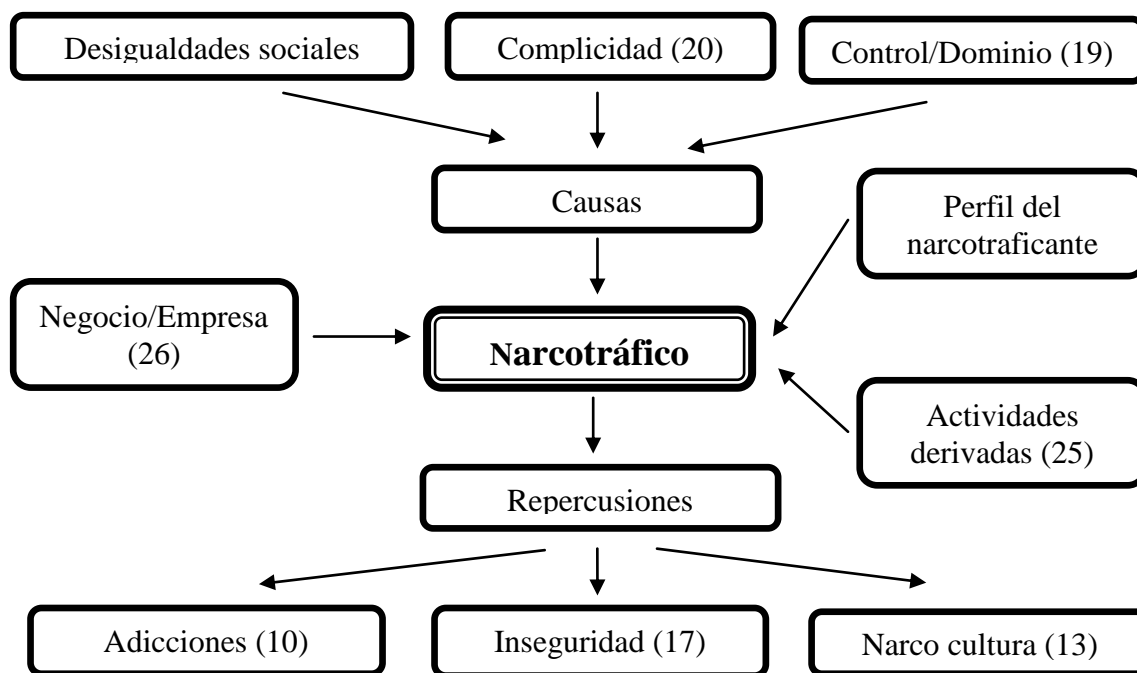 Desigualdades sociales
Complicidad (20)
Control/Dominio (19)
Causas
Perfil del
narcotraficante
Negocio/Empresa
(26)
Narcotráfico
Actividades
derivadas (25)
Repercusiones
Adicciones (10)
Inseguridad (17)
Narco cultura (13)